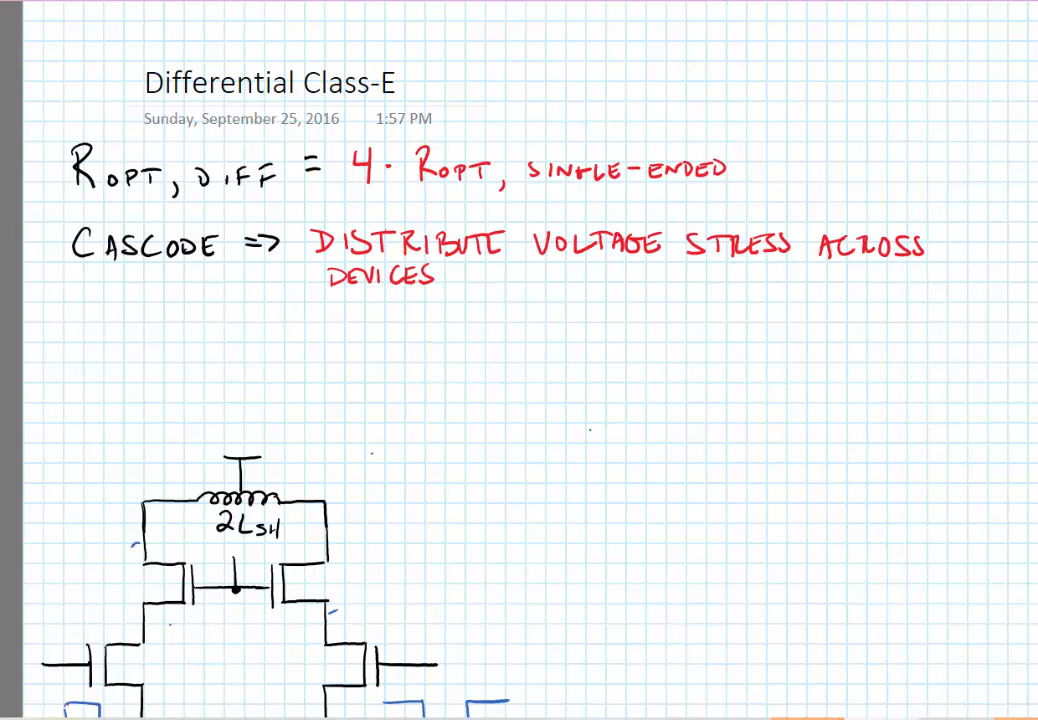 Differential Class-E
Sunday, September 25, 2016 1:57 PM
ROPT, DIFF = 4 · ROPT, SINGLE-ENDED
CASCODE => DISTRIBUTE VOLTAGE STRESS ACROSS
DEVICES
2LSH